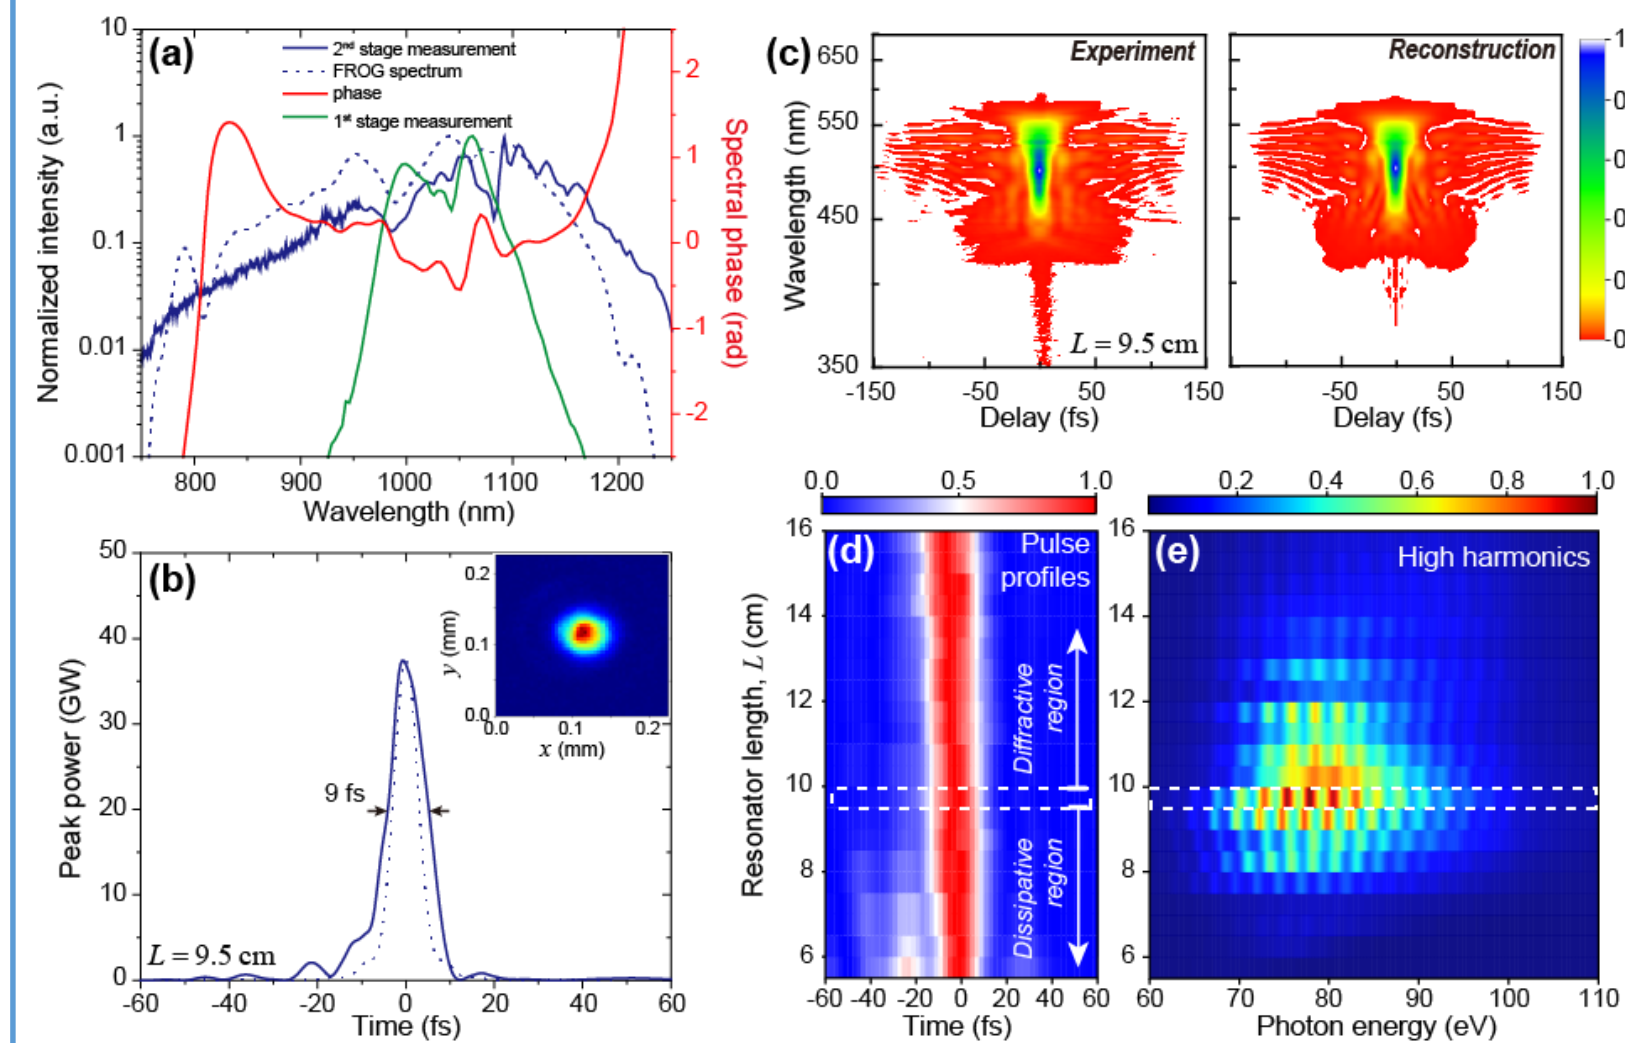 (a)
2nd stage measurement
FROG spectrum
phase
1st stage measurement
Normalized intensity (a.u.)
10
1
0.1
0.01
0.001
800 900 1000 1100 1200
Wavelength (nm)
2
1
0
-1
-2
Spectral phase (rad)
(b)
Peak power (GW)
50
40
30
20
10
0
9 fs
L = 9.5 cm
-60 -40 -20 0 20 40 60
Time (fs)
y (mm)
0.2
0.1
0.0
0.0 0.1 0.2
x (mm)
(c)
Experiment
Wavelength (nm)
650
550
450
350
L = 9.5 cm
-150 -50 50 150
Delay (fs)
Reconstruction
-50 50 150
Delay (fs)
1
0
0
0
0
0
0.0 0.5 1.0
(d)
Pulse
profiles
Resonator length, L (cm)
16
14
12
10
8
6
Diffractive
region
Dissipative
region
-60 -40 -20 0 20 40 60
Time (fs)
0.2 0.4 0.6 0.8 1.0
(e)
High harmonics
16
14
12
10
8
6
60 70 80 90 100 110
Photon energy (eV)